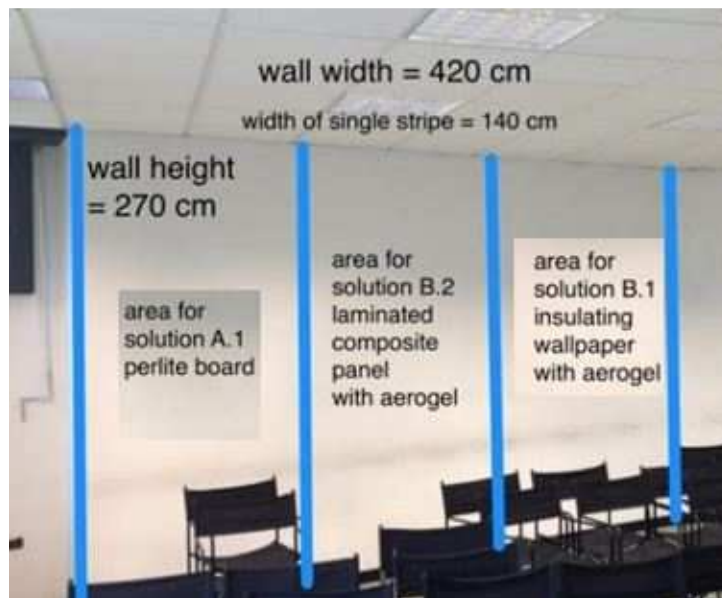 wall width = 420 cm
width of single stripe = 140 cm
wall height
= 270 cm
area for
solution A.1
perlite board
area for
solution B.2
laminated
composite
panel
with aerogel
area for
solution B.1
insulating
wallpaper
with aerogel